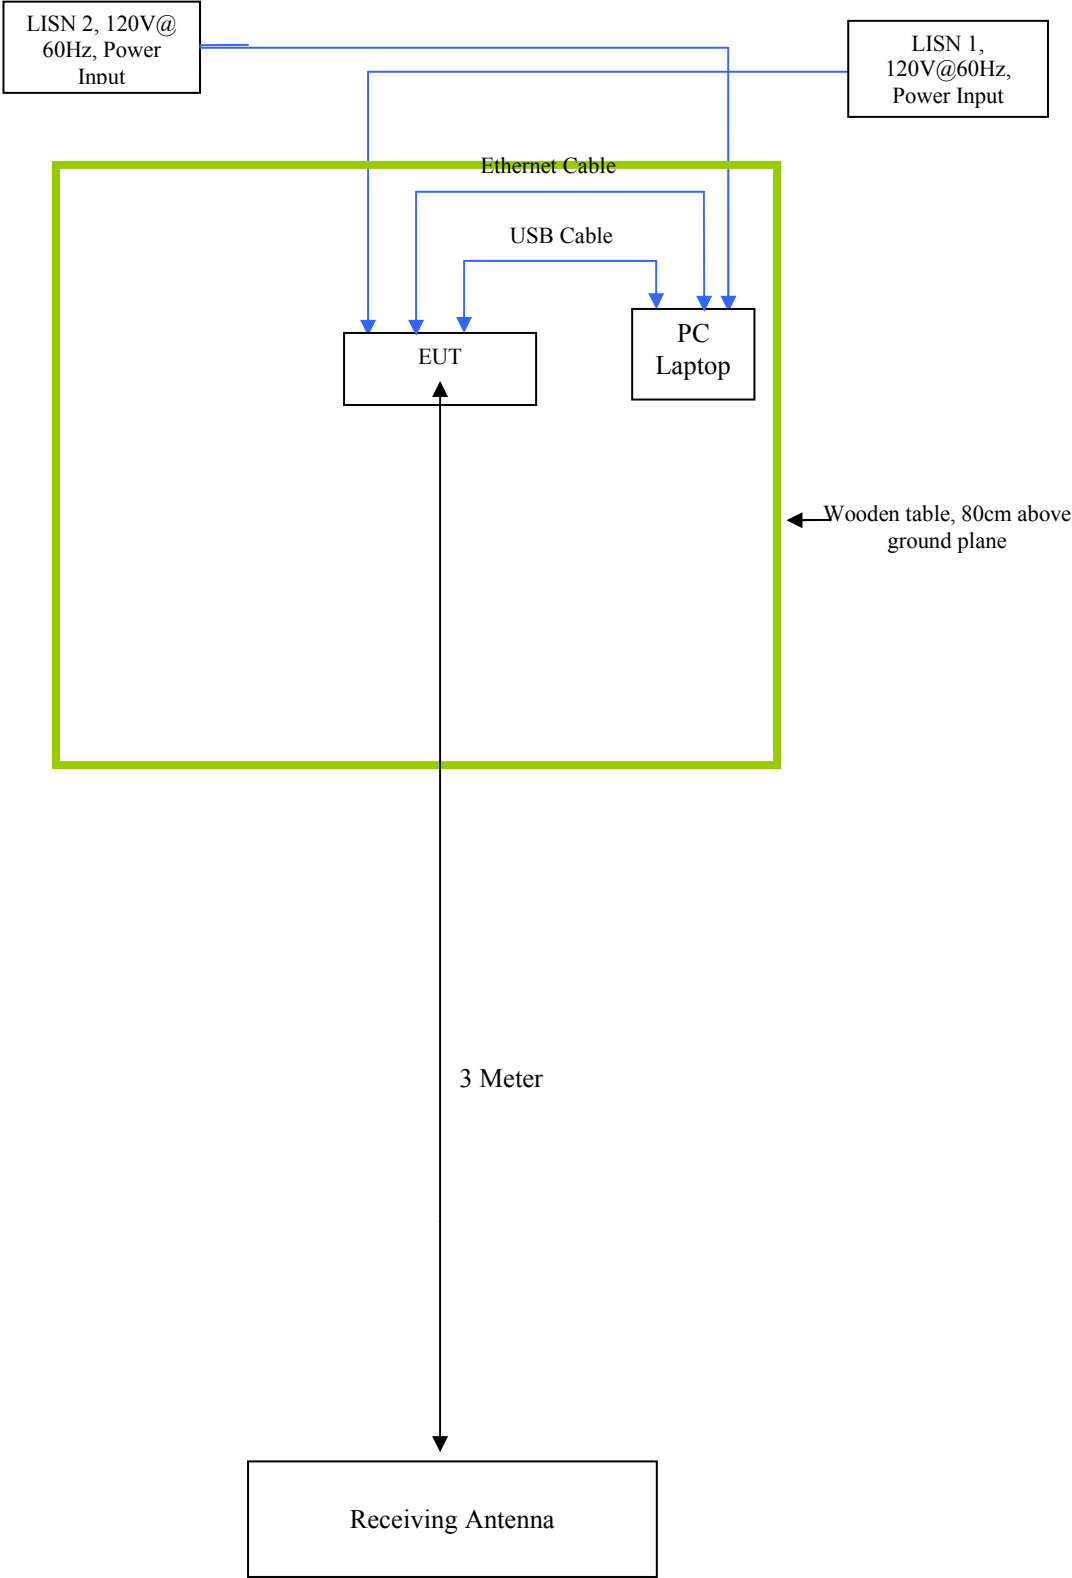 LISN 2, 120V@
60Hz, Power
Input
LISN 1,
120V@60Hz,
Power Input
Ethernet Cable
USB Cable
EUT
PC
Laptop
Wooden table, 80cm above
ground plane
3 Meter
Receiving Antenna